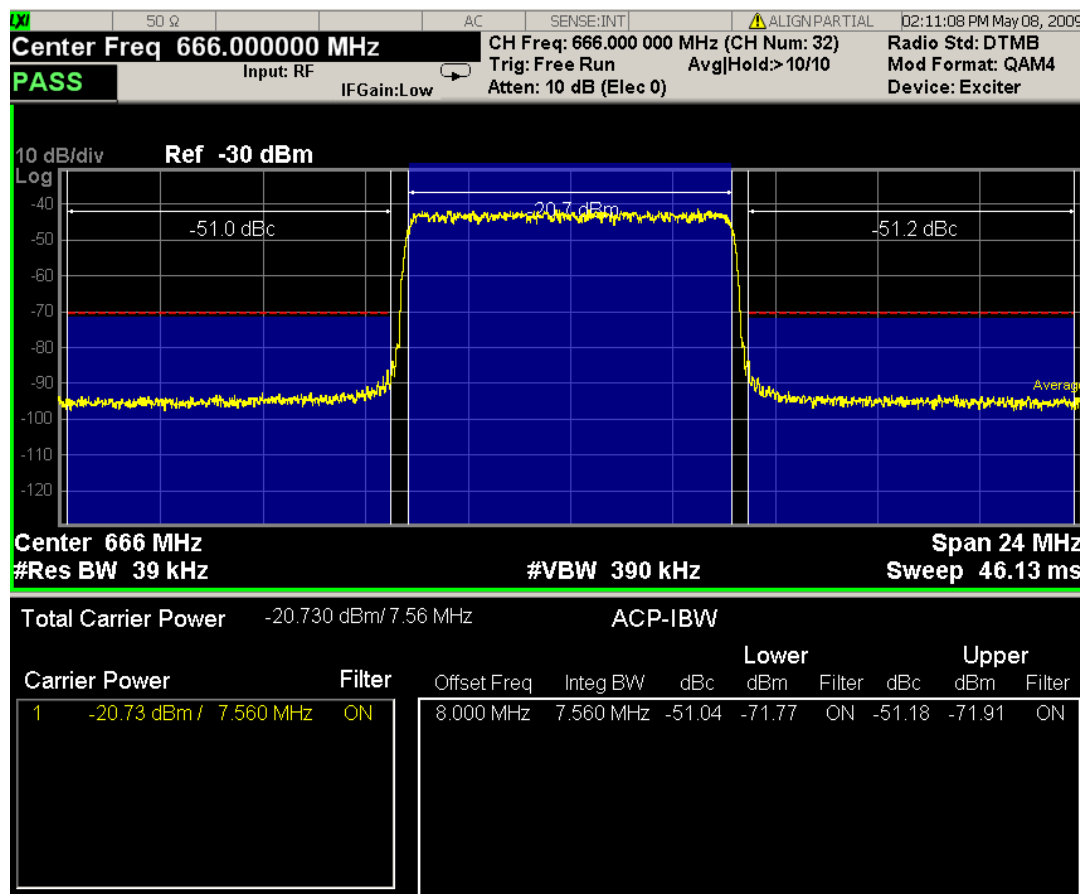 LXI 50 Ω AC SENSE:INT ALIGN PARTIAL 02:11:08 PM May 08, 2009
Center Freq 666.000000 MHz
CH Freq: 666.000 000 MHz (CH Num: 32)
Radio Std: DTMB
PASS
Input: RF
IFGain:Low
Trig: Free Run
Avg|Hold:> 10/10
Mod Format: QAM4
Atten: 10 dB (Elec 0)
Device: Exciter
10 dB/div
Ref -30 dBm
Log
-40
-50
-60
-70
-80
-90
-100
-110
-120
-51.0 dBc
-20.7 dBm
-51.2 dBc
Average
Center 666 MHz
Span 24 MHz
#Res BW 39 kHz
#VBW 390 kHz
Sweep 46.13 ms
Total Carrier Power -20.730 dBm/ 7.56 MHz
ACP-IBW
Lower Upper
Carrier Power Filter
Offset Freq Integ BW dBc dBm Filter dBc dBm Filter
1 -20.73 dBm / 7.560 MHz ON
8.000 MHz 7.560 MHz -51.04 -71.77 ON -51.18 -71.91 ON